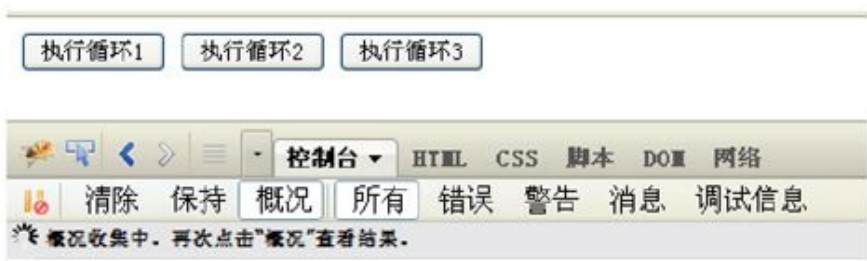 执行循环1 执行循环2 执行循环3
控制台 HTML CSS 脚本 DOM 网络
清除 保持 概况 所有 错误 警告 消息 调试信息
概况收集中. 再次点击"概况"查看结果.